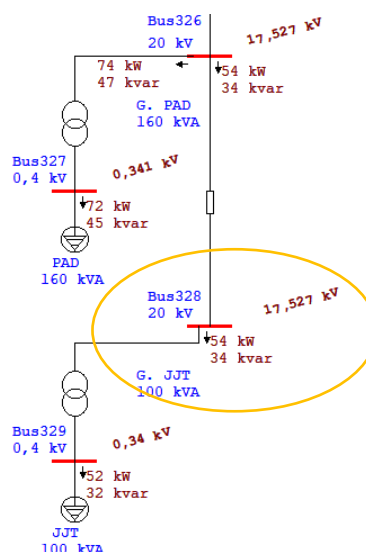 Bus326
20 kV
17,527 kV
74 kW
47 kvar
54 kW
34 kvar
G. PAD
160 kVA
Bus327
0,4 kV
0,341 kV
72 kW
45 kvar
PAD
160 kVA
Bus328
20 kV
17,527 kV
54 kW
34 kvar
G. JJT
100 kVA
Bus329
0,4 kV
0,34 kV
52 kW
32 kvar
JJT
100 kVA